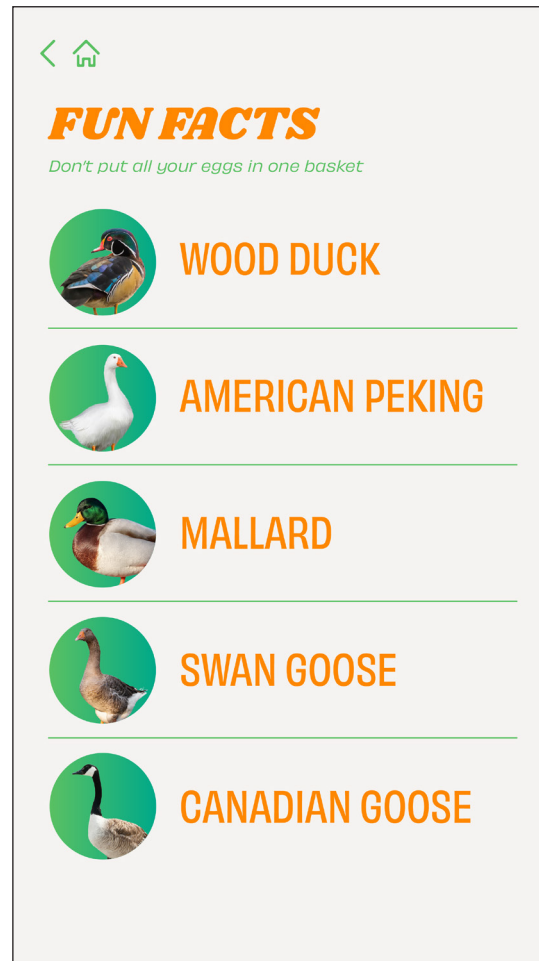 FUN FACTS
Don't put all your eggs in one basket
WOOD DUCK
AMERICAN PEKING
MALLARD
SWAN GOOSE
CANADIAN GOOSE